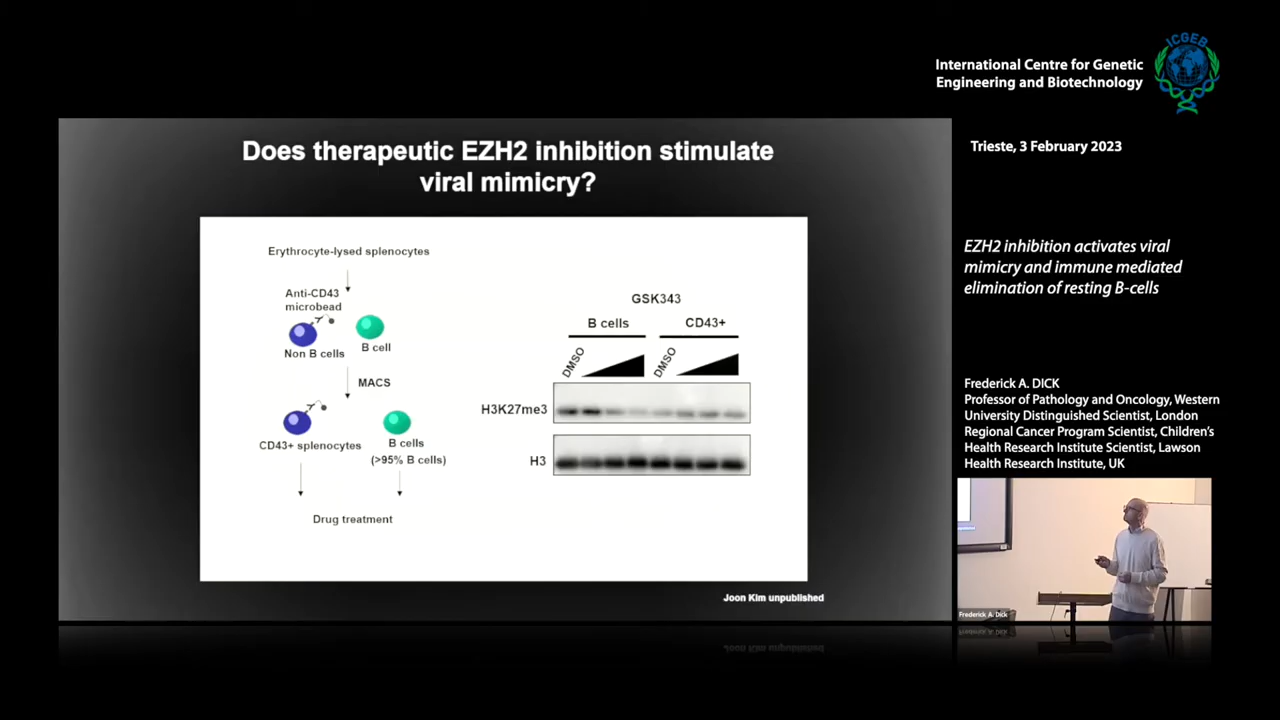 ICGEB
International Centre for Genetic
Engineering and Biotechnology
Trieste, 3 February 2023
EZH2 inhibition activates viral
mimicry and immune mediated
elimination of resting B-cells
Frederick A. DICK
Professor of Pathology and Oncology, Western
University Distinguished Scientist, London
Regional Cancer Program Scientist, Children's
Health Research Institute Scientist, Lawson
Health Research Institute, UK
Frederick A. Dick
Does therapeutic EZH2 inhibition stimulate
viral mimicry?
Erythrocyte-lysed splenocytes
Anti-CD43
microbead
Non B cells
B cell
MACS
CD43+ splenocytes
B cells
(>95% B cells)
Drug treatment
GSK343
B cells
CD43+
DMSO
DMSO
H3K27me3
H3
Joon Kim unpublished